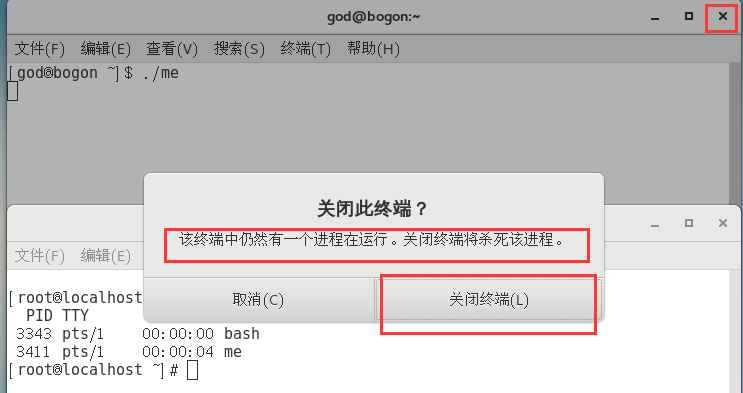 god@bogon:~
文件(F) 编辑(E) 查看(V) 搜索(S) 终端(T) 帮助(H)
[god@bogon ~]$ ./me
关闭此终端？
该终端中仍然有一个进程在运行。关闭终端将杀死该进程。
取消(C) 关闭终端(L)
文件(F) 编辑(E)
[root@localhost
PID TTY
3343 pts/1 00:00:00 bash
3411 pts/1 00:00:04 me
[root@localhost ~]#